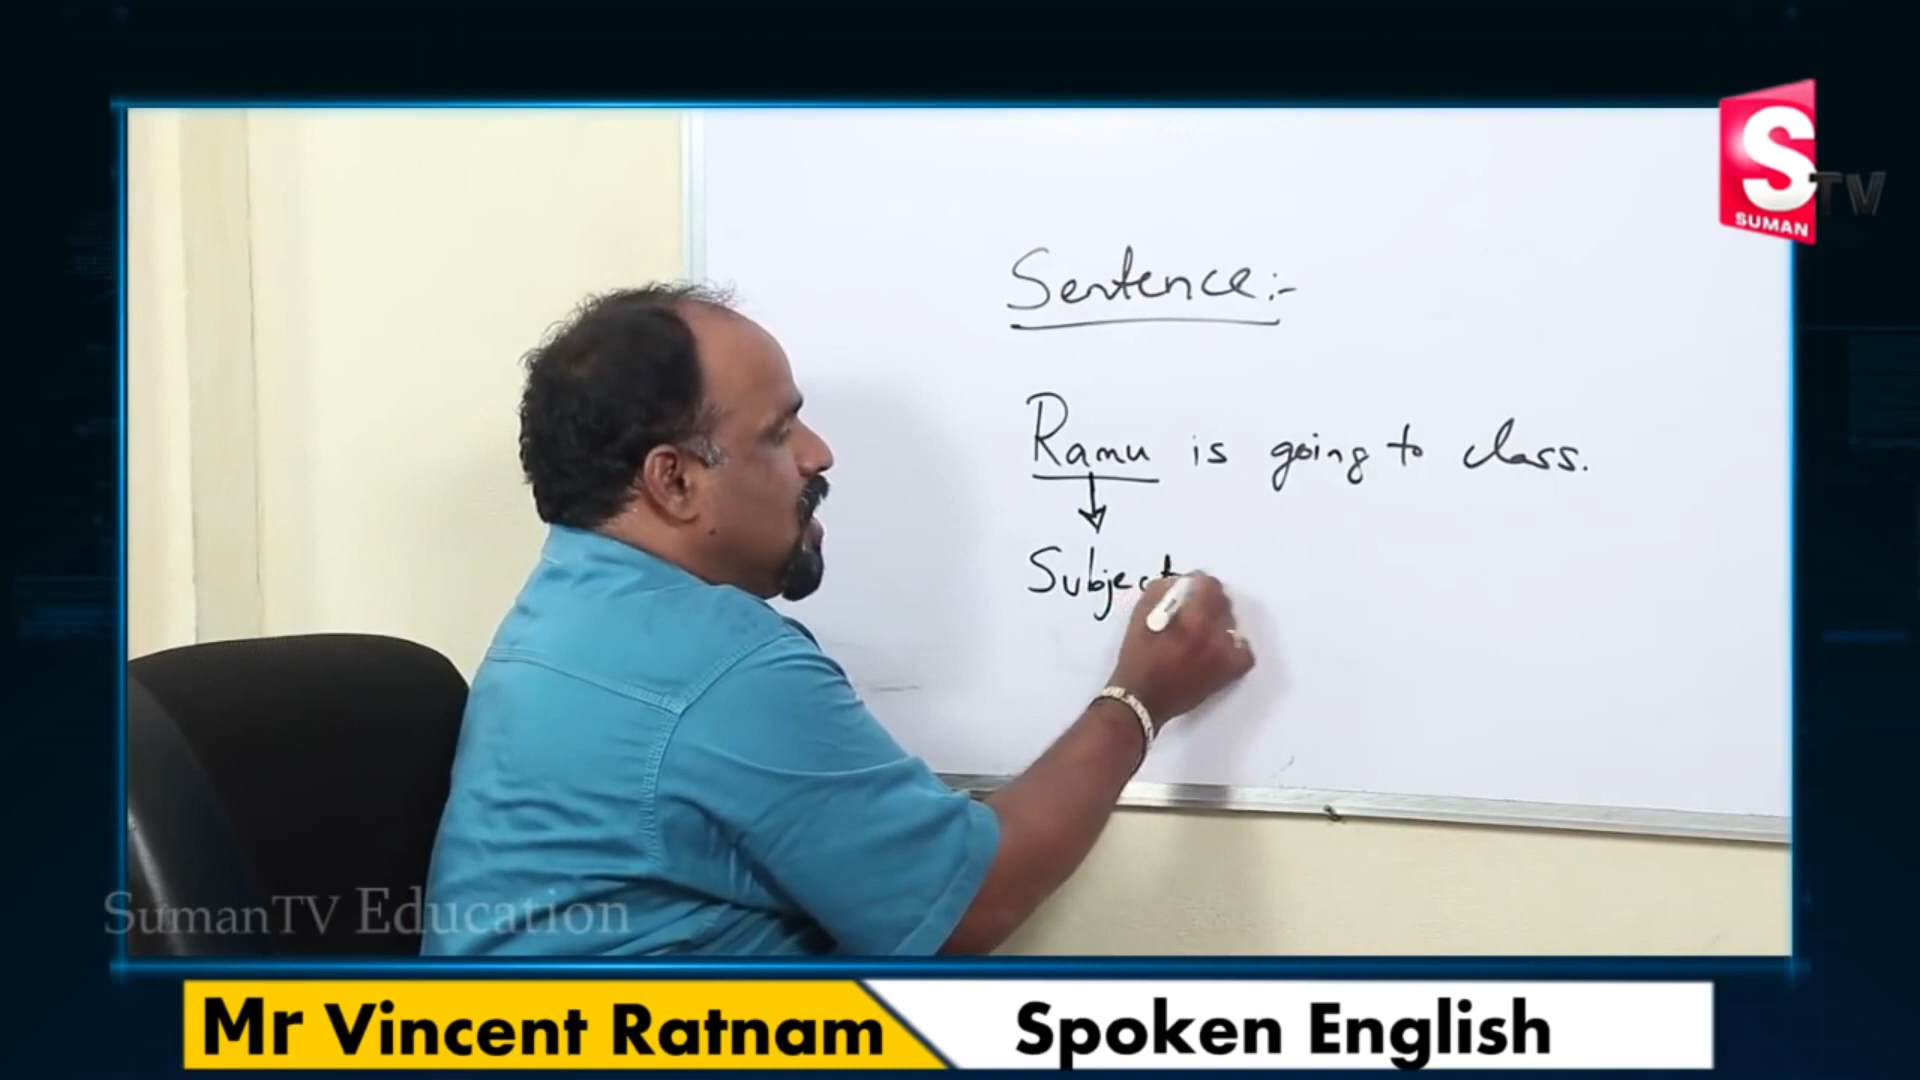 S
TV
SUMAN
Sentence:-
Ramu is going to class.
Subject
SumanTV Education
Mr Vincent Ratnam
Spoken English